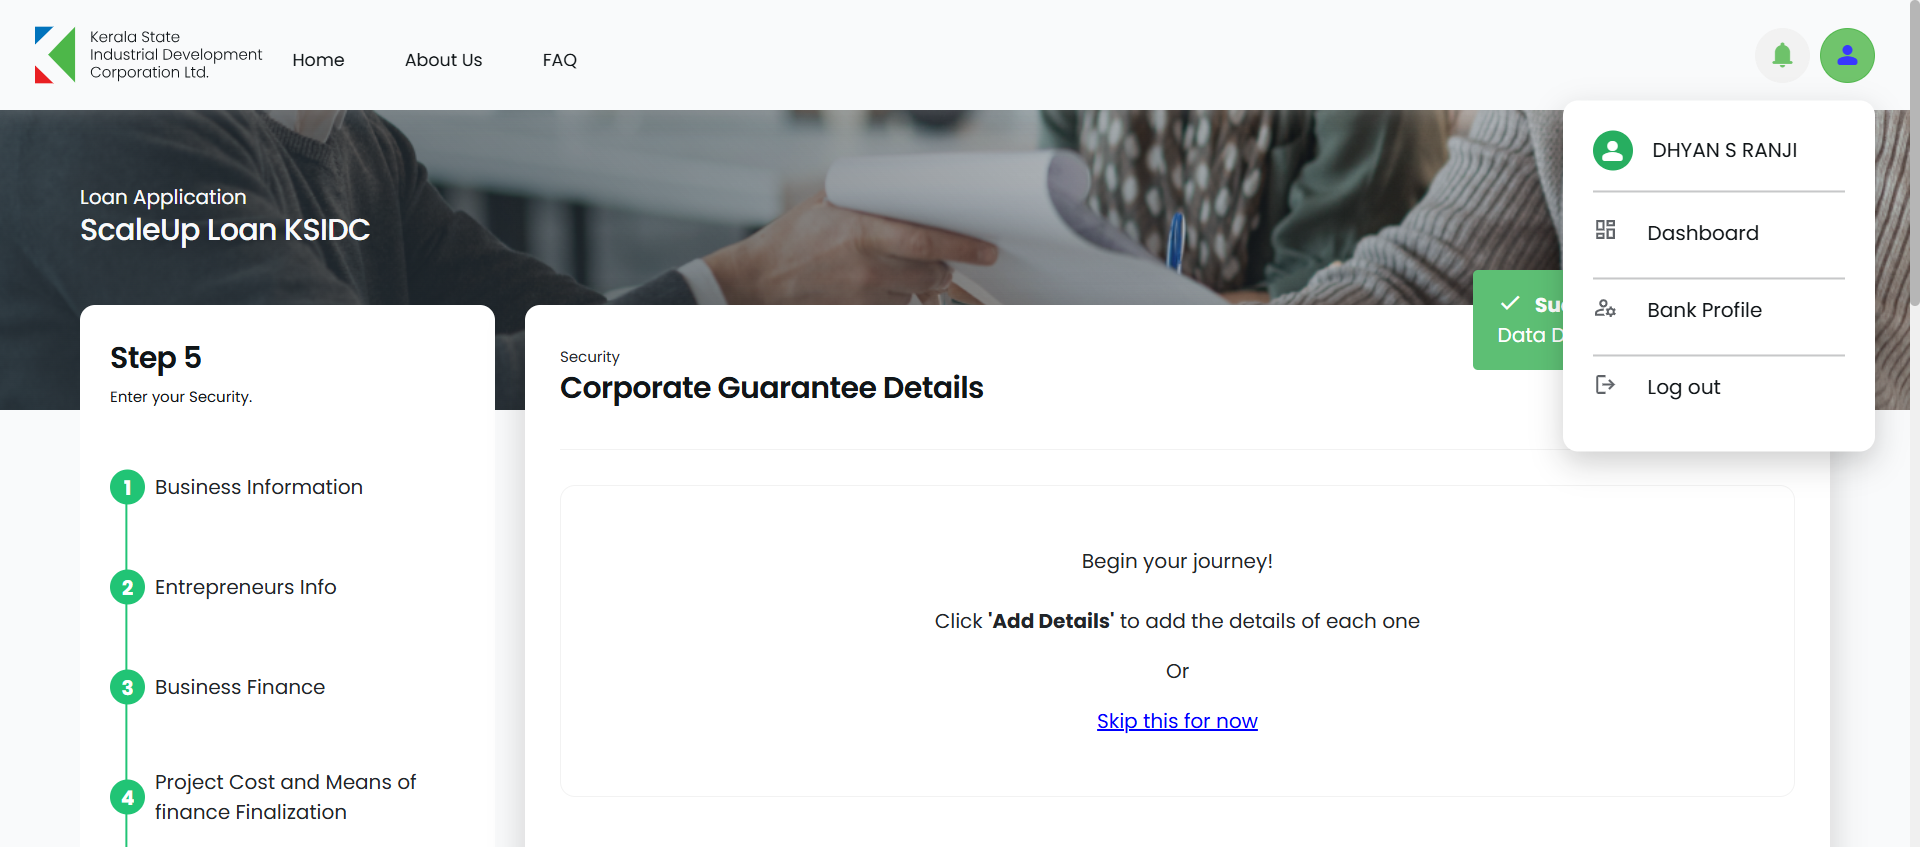 Kerala State
Industrial Development
Corporation Ltd.
Home
About Us
FAQ
DHYAN S RANJI
Dashboard
Bank Profile
Log out
Loan Application
ScaleUp Loan KSIDC
Data D
Step 5
Enter your Security.
1 Business Information
2 Entrepreneurs Info
3 Business Finance
4 Project Cost and Means of
finance Finalization
Security
Corporate Guarantee Details
Begin your journey!
Click 'Add Details' to add the details of each one
Or
Skip this for now